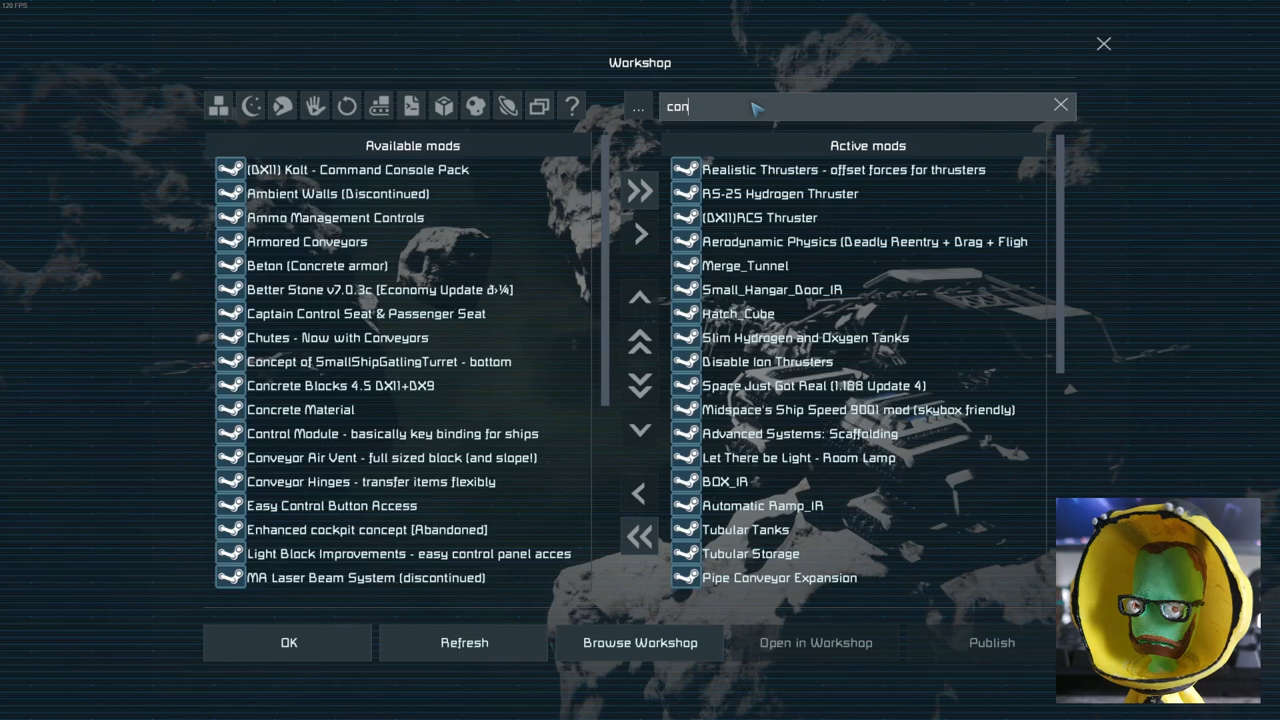 120 FPS
Workshop
...
con
?
Available mods
(DX11) Kolt - Command Console Pack
Ambient Walls (Discontinued)
Ammo Management Controls
Armored Conveyors
Beton (Concrete armor)
Better Stone v7.0.3c [Economy Update ð›¼]
Captain Control Seat & Passenger Seat
Chutes - Now with Conveyors
Concept of SmallShipGatlingTurret - bottom
Concrete Blocks 4.5 DX11+DX9
Concrete Material
Control Module - basically key binding for ships
Conveyor Air Vent - full sized block (and slope!)
Conveyor Hinges - transfer items flexibly
Easy Control Button Access
Enhanced cockpit concept [Abandoned]
Light Block Improvements - easy control panel acces
MA Laser Beam System (discontinued)
Active mods
Realistic Thrusters - offset forces for thrusters
RS-25 Hydrogen Thruster
(DX11)RCS Thruster
Aerodynamic Physics (Deadly Reentry + Drag + Fligh
Merge_Tunnel
Small_Hangar_Door_IR
Hatch_Cube
Slim Hydrogen and Oxygen Tanks
Disable Ion Thrusters
Space Just Got Real (1.188 Update 4)
Midspace's Ship Speed 9001 mod (skybox friendly)
Advanced Systems: Scaffolding
Let There be Light - Room Lamp
BOX_IR
Automatic Ramp_IR
Tubular Tanks
Tubular Storage
Pipe Conveyor Expansion
OK
Refresh
Browse Workshop
Open in Workshop
Publish